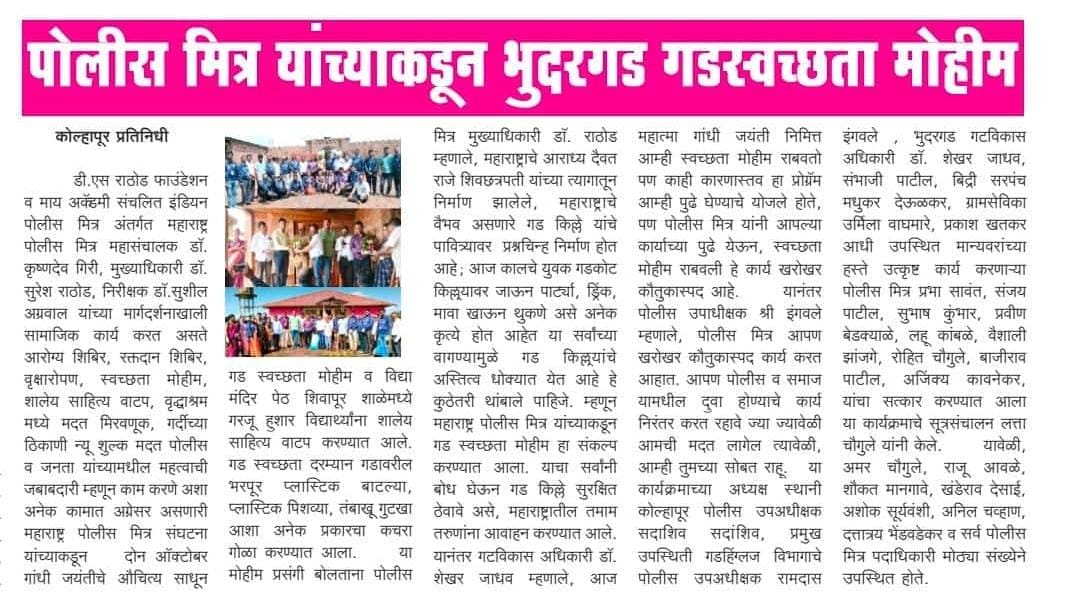 पोलीस मित्र यांच्याकडून भुदरगड गडस्वच्छता मोहीम
कोल्हापूर प्रतिनिधी
डी.एस राठोड फाउंडेशन
व माय अकॅडमी संचलित इंडियन
पोलीस मित्र अंतर्गत महाराष्ट्र
पोलीस मित्र महासंचालक डॉ.
कृष्णदेव गिरी, मुख्याधिकारी डॉ.
सुरेश राठोड, निरीक्षक डॉ.सुशील
अग्रवाल यांच्या मार्गदर्शनाखाली
सामाजिक कार्य करत असते
आरोग्य शिबिर, रक्तदान शिबिर,
वृक्षारोपण, स्वच्छता मोहीम,
शालेय साहित्य वाटप, वृद्धाश्रम
मध्ये मदत मिरवणूक, गर्दीच्या
ठिकाणी न्यू शुल्क मदत पोलीस
व जनता यांच्यामधील महत्वाची
जबाबदारी म्हणून काम करणे अशा
अनेक कामात अग्रेसर असणारी
महाराष्ट्र पोलीस मित्र संघटना
यांच्याकडून दोन ऑक्टोबर
गांधी जयंतीचे औचित्य साधून
गड स्वच्छता मोहीम व विद्या
मंदिर पेठ शिवापूर शाळेमध्ये
गरजू हुशार विद्यार्थ्यांना शालेय
साहित्य वाटप करण्यात आले.
गड स्वच्छता दरम्यान गडावरील
भरपूर प्लास्टिक बाटल्या,
प्लास्टिक पिशव्या, तंबाखू गुटखा
आशा अनेक प्रकारचा कचरा
गोळा करण्यात आला. या
मोहीम प्रसंगी बोलताना पोलीस
मित्र मुख्याधिकारी डॉ. राठोड
म्हणाले, महाराष्ट्राचे आराध्य देवत
राजे शिवछत्रपती यांच्या त्यागातून
निर्माण झालेले, महाराष्ट्राचे
वैभव असणारे गड किल्ले यांचे
पावित्र्यावर प्रश्नचिन्ह निर्माण होत
आहे; आज कालचे युवक गडकोट
किल्ल्यावर जाऊन पार्ट्या, ड्रिंक,
मावा खाऊन थुकणे असे अनेक
कृत्ये होत आहेत या सर्वांच्या
वागण्यामुळे गड किल्ल्यांचे
अस्तित्व धोक्यात येत आहे हे
कुठेतरी थांबाले पाहिजे. म्हणून
महाराष्ट्र पोलीस मित्र यांच्याकडून
गड स्वच्छता मोहीम हा संकल्प
करण्यात आला. याचा सर्वांनी
बोध घेऊन गड किल्ले सुरक्षित
ठेवावे असे, महाराष्ट्रातील तमाम
तरुणांना आवाहन करण्यात आले.
यानंतर गटविकास अधिकारी डॉ.
शेखर जाधव म्हणाले, आज
महात्मा गांधी जयंती निमित्त
आम्ही स्वच्छता मोहीम राबवतो
पण काही कारणास्तव हा प्रोग्रॅम
आम्ही पुढे घेण्याचे योजले होते,
पण पोलीस मित्र यांनी आपल्या
कार्याच्या पुढे येऊन, स्वच्छता
मोहीम राबवली हे कार्य खरोखर
कौतुकास्पद आहे. यानंतर
पोलीस उपाधीक्षक श्री इंगवले
म्हणाले, पोलीस मित्र आपण
खरोखर कौतुकास्पद कार्य करत
आहात. आपण पोलीस व समाज
यामधील दुवा होण्याचे कार्य
निरंतर करत रहावे ज्या ज्यावेळी
आमची मदत लागेल त्यावेळी,
आम्ही तुमच्या सोबत राहू. या
कार्यक्रमाच्या अध्यक्ष स्थानी
कोल्हापूर पोलीस उपअधीक्षक
सदाशिव सदांशिव, प्रमुख
उपस्थिती गडहिंग्लज विभागाचे
पोलीस उपअधीक्षक रामदास
इंगवले , भुदरगड गटविकास
अधिकारी डॉ. शेखर जाधव,
संभाजी पाटील, बिद्री सरपंच
मधुकर देऊळकर, ग्रामसेविका
उर्मिला वाघमारे, प्रकाश खतकर
आधी उपस्थित मान्यवरांच्या
हस्ते उत्कृष्ट कार्य करणाऱ्या
पोलीस मित्र प्रभा सावंत, संजय
पाटील, सुभाष कुंभार, प्रवीण
बेडक्याळे, लहू कांबळे, वैशाली
झांजगे, रोहित चौगुले, बाजीराव
पाटील, अजिंक्य कावनेकर,
यांचा सत्कार करण्यात आला
या कार्यक्रमाचे सूत्रसंचालन लत्ता
चौगुले यांनी केले. यावेळी,
अमर चौगुले, राजू आवळे,
शौकत मानगावे, खंडेराव देसाई,
अशोक सूर्यवंशी, अनिल चव्हाण,
दत्तात्रय भेंडवडेकर व सर्व पोलीस
मित्र पदाधिकारी मोठ्या संख्येने
उपस्थित होते.